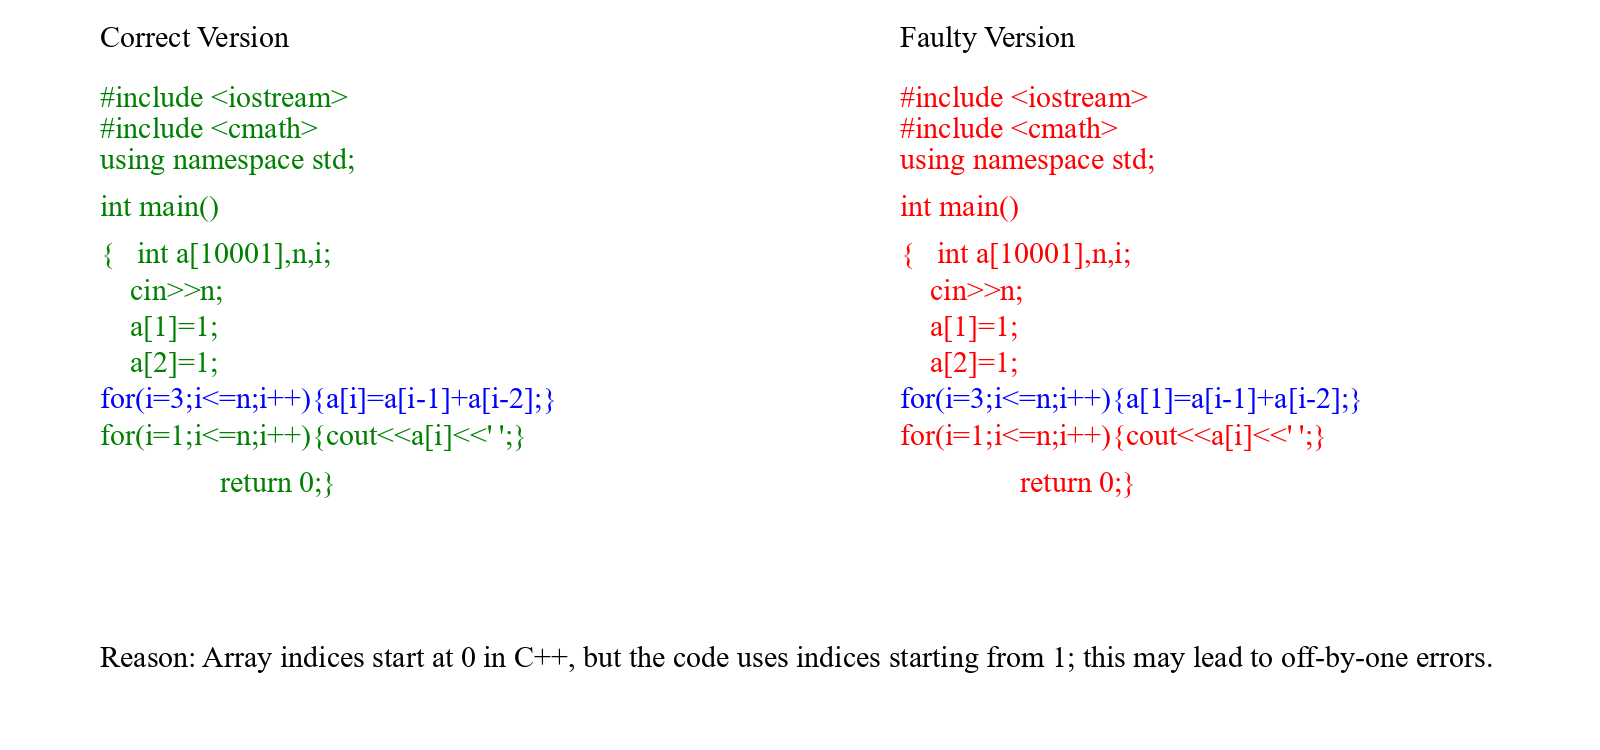 Correct Version
#include <iostream>
#include <cmath>
using namespace std;
int main()
{   int a[10001],n,i;
    cin>>n;
    a[1]=1;
    a[2]=1;
for(i=3;i<=n;i++){a[i]=a[i-1]+a[i-2];}
for(i=1;i<=n;i++){cout<<a[i]<<' ';}
                return 0;}
Faulty Version
#include <iostream>
#include <cmath>
using namespace std;
int main()
{   int a[10001],n,i;
    cin>>n;
    a[1]=1;
    a[2]=1;
for(i=3;i<=n;i++){a[1]=a[i-1]+a[i-2];}
for(i=1;i<=n;i++){cout<<a[i]<<' ';}
                return 0;}
Reason: Array indices start at 0 in C++, but the code uses indices starting from 1; this may lead to off-by-one errors.